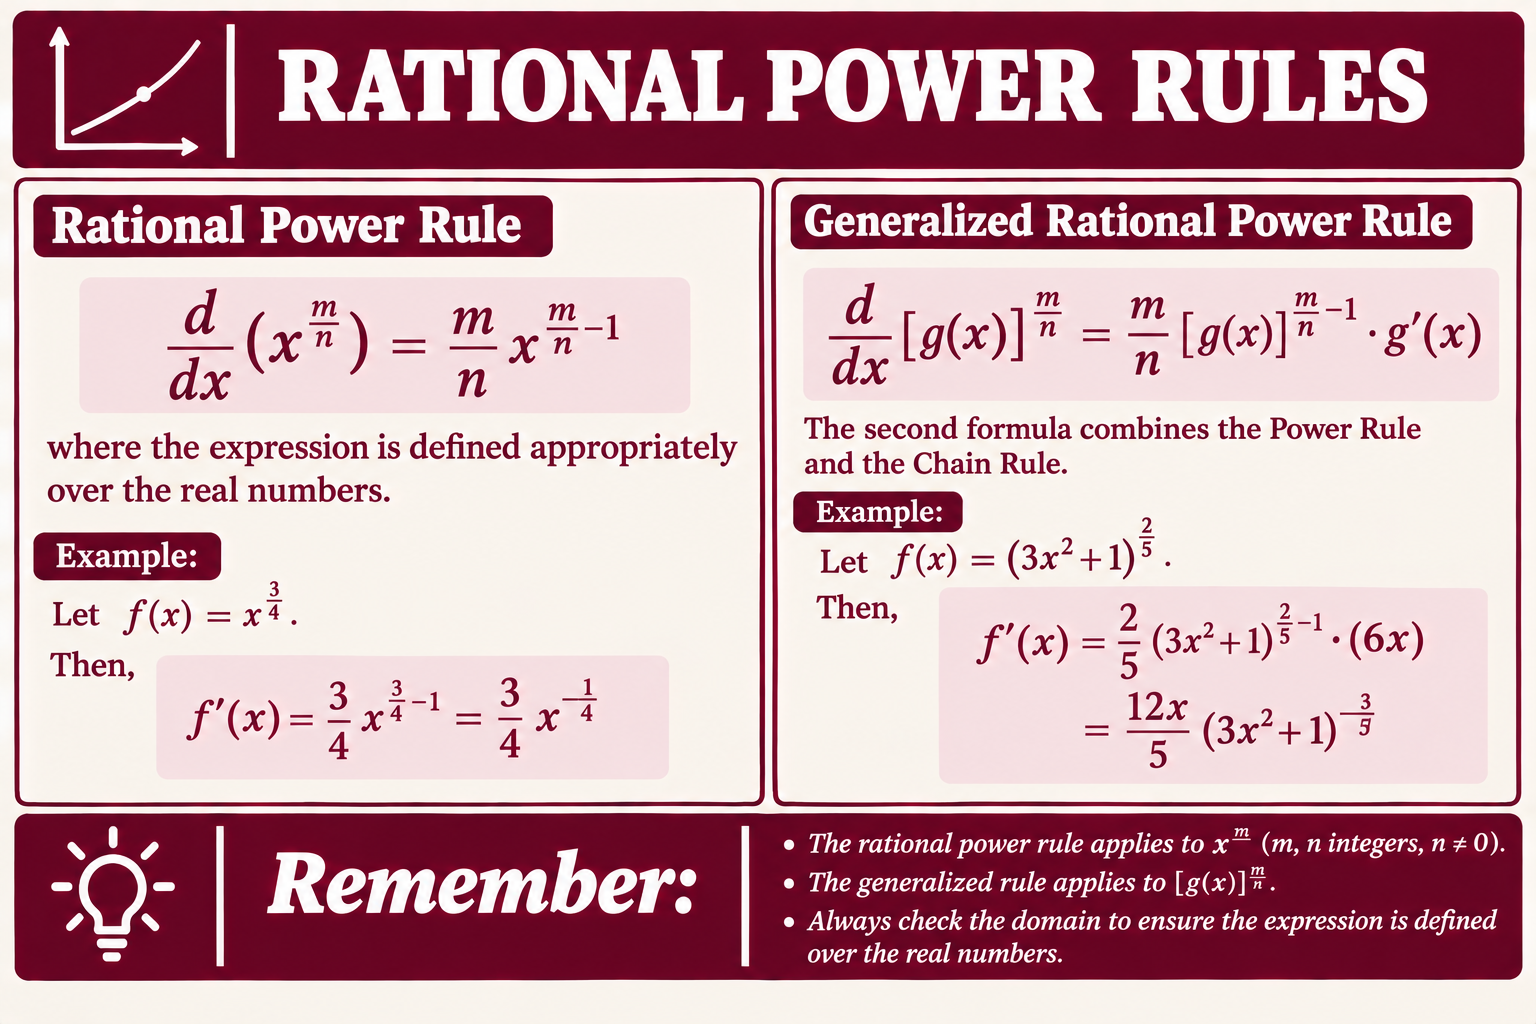 RATIONAL POWER RULES
Rational Power Rule
d/dx (x^(m/n)) = m/n x^(m/n −1)
where the expression is defined appropriately
over the real numbers.
Example:
Let f(x) = x^(3/4).
Then,
f′(x) = 3/4 x^(3/4 −1) = 3/4 x^(−1/4)
Generalized Rational Power Rule
d/dx [g(x)]^(m/n) = m/n [g(x)]^(m/n −1) · g′(x)
The second formula combines the Power Rule
and the Chain Rule.
Example:
Let f(x) = (3x²+1)^(2/5).
Then,
f′(x) = 2/5 (3x²+1)^(2/5 −1) · (6x)
= 12x/5 (3x²+1)^(−3/5)
Remember:
• The rational power rule applies to x^(m/) (m, n integers, n ≠ 0).
• The generalized rule applies to [g(x)]^(m/n).
• Always check the domain to ensure the expression is defined
over the real numbers.